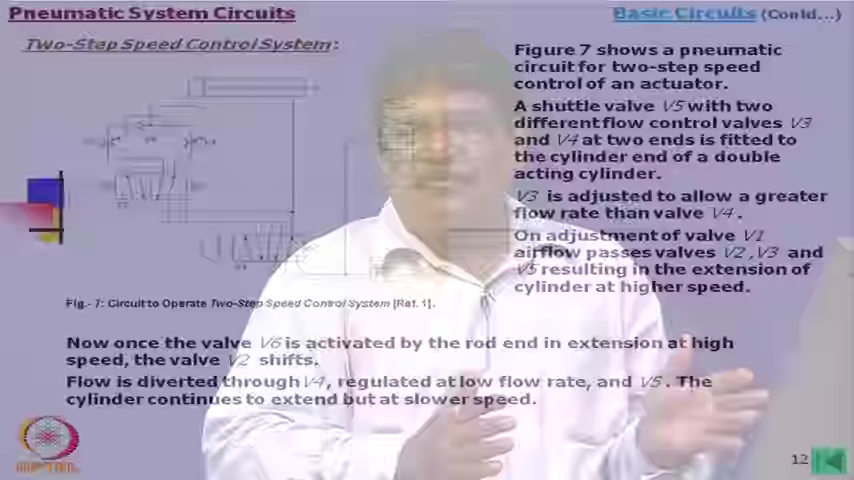 Pneumatic System Circuits
Basic Circuits (Contd...)
Two-Step Speed Control System:
Figure 7 shows a pneumatic
circuit for two-step speed
control of an actuator.
A shuttle valve V5 with two
different flow control valves V3
and V4 at two ends is fitted to
the cylinder end of a double
acting cylinder.
V3 is adjusted to allow a greater
flow rate than valve V4.
On adjustment of valve V1
airflow passes valves V2, V3 and
V5 resulting in the extension of
cylinder at higher speed.
Fig.- 7: Circuit to Operate Two-Step Speed Control System [Ref. 1].
Now once the valve V6 is activated by the rod end in extension at high
speed, the valve V2 shifts.
Flow is diverted through V4, regulated at low flow rate, and V5. The
cylinder continues to extend but at slower speed.
12